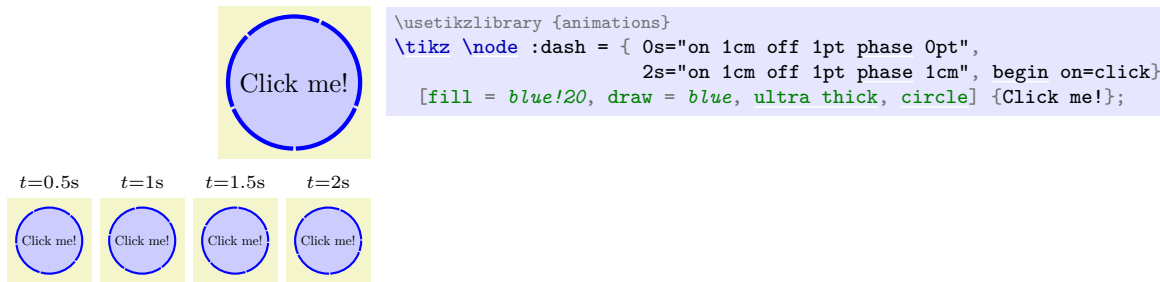 Click me!
\usetikzlibrary {animations}
\tikz \node :dash = { 0s="on 1cm off 1pt phase 0pt",
2s="on 1cm off 1pt phase 1cm", begin on=click}
[fill = blue!20, draw = blue, ultra thick, circle] {Click me!};
t=0.5s t=1s t=1.5s t=2s
Click me! Click me! Click me! Click me!